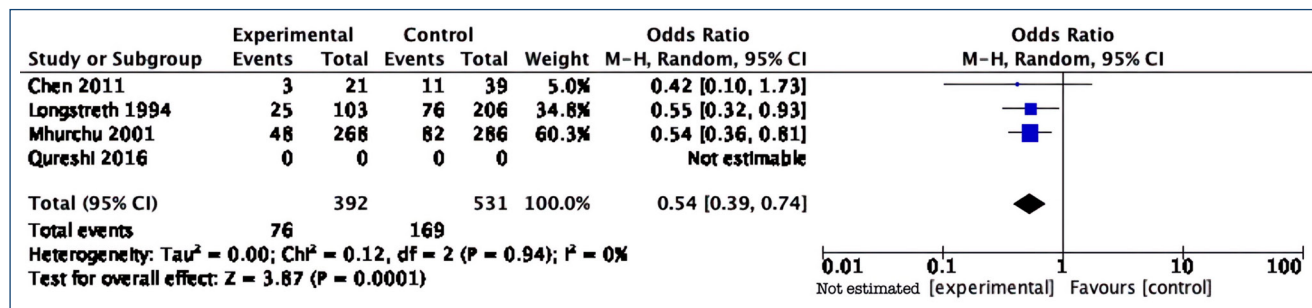 Experimental Control Odds Ratio Odds Ratio
Study or Subgroup Events Total Events Total Weight M-H, Random, 95% CI M-H, Random, 95% CI
Chen 2011 3 21 11 39 5.0% 0.42 [0.10, 1.73]
Longstreth 1994 25 103 76 206 34.8% 0.55 [0.32, 0.93]
Mhurchu 2001 48 268 82 286 60.3% 0.54 [0.36, 0.81]
Qureshi 2016 0 0 0 0 Not estimable
Total (95% CI) 392 531 100.0% 0.54 [0.39, 0.74]
Total events 76 169
Heterogeneity: Tau² = 0.00; Chi² = 0.12, df = 2 (P = 0.94); I² = 0%
Test for overall effect: Z = 3.87 (P = 0.0001)
0.01 0.1 1 10 100
Not estimated [experimental] Favours [control]